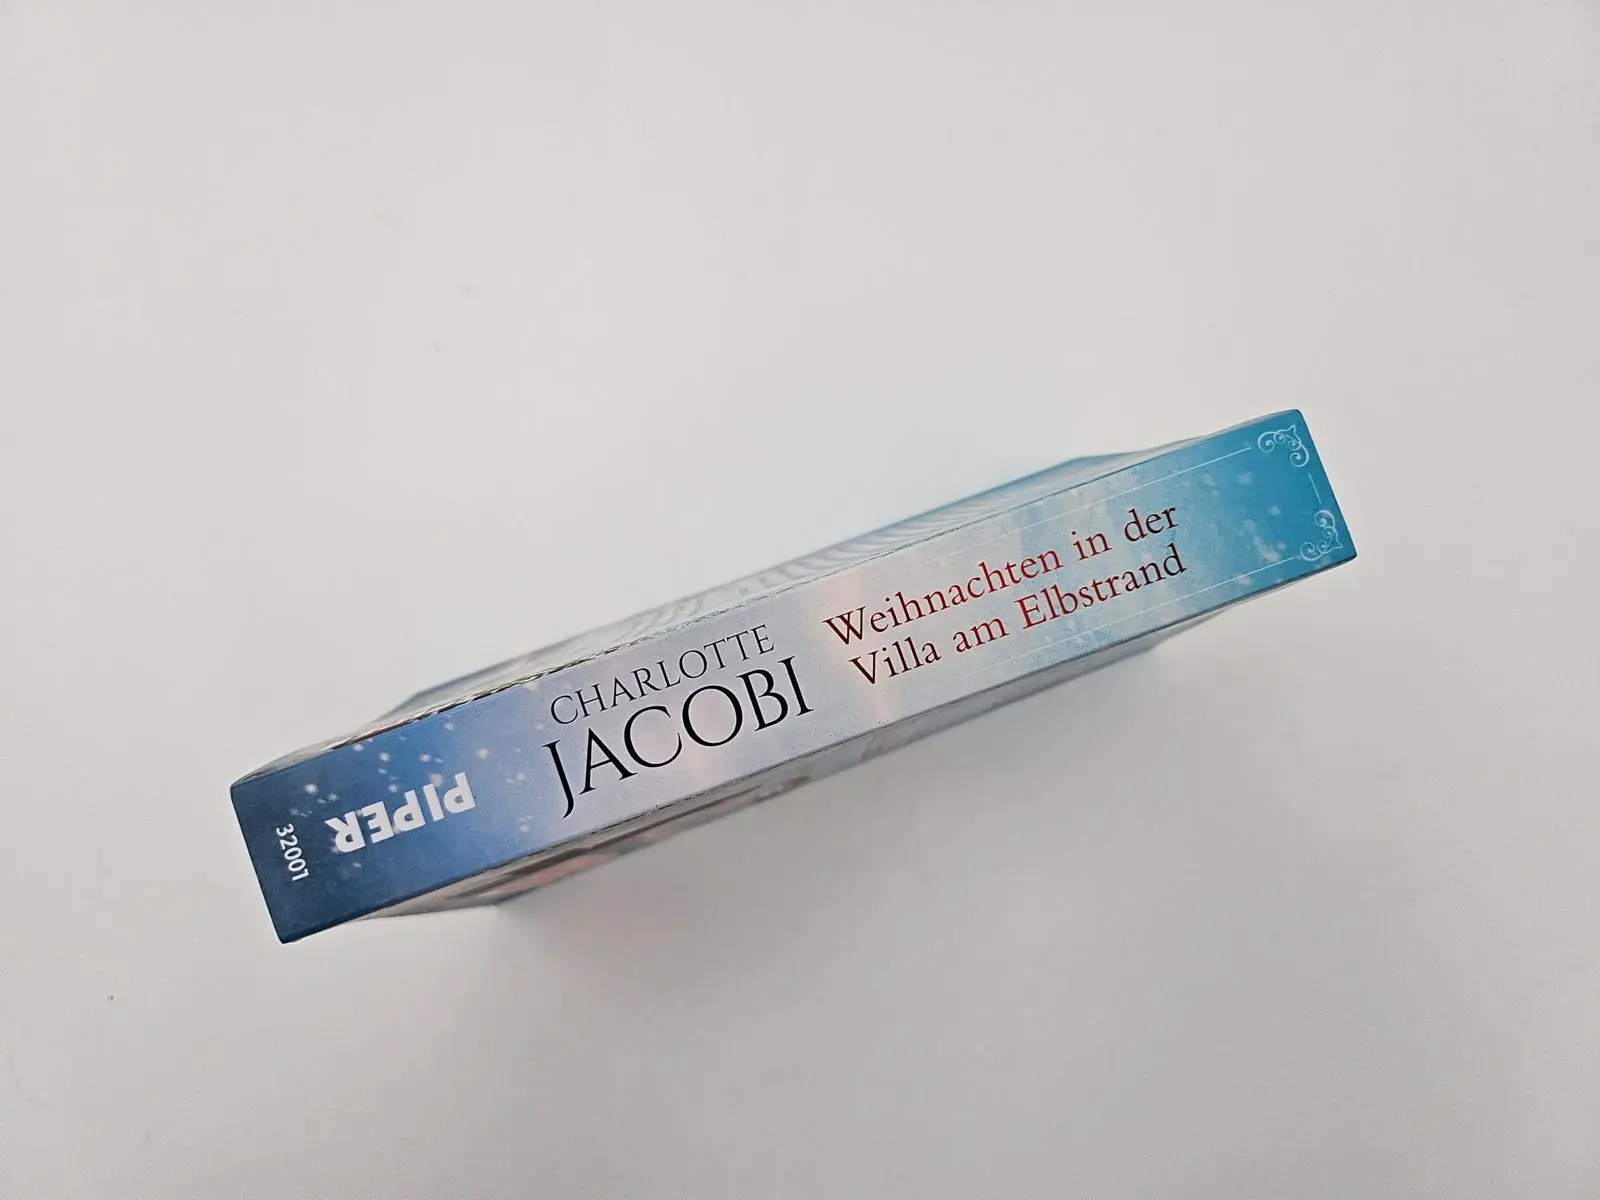 CHARLOTTE
JACOBI
Weihnachten in der
Villa am Elbstrand
PIPER
32001